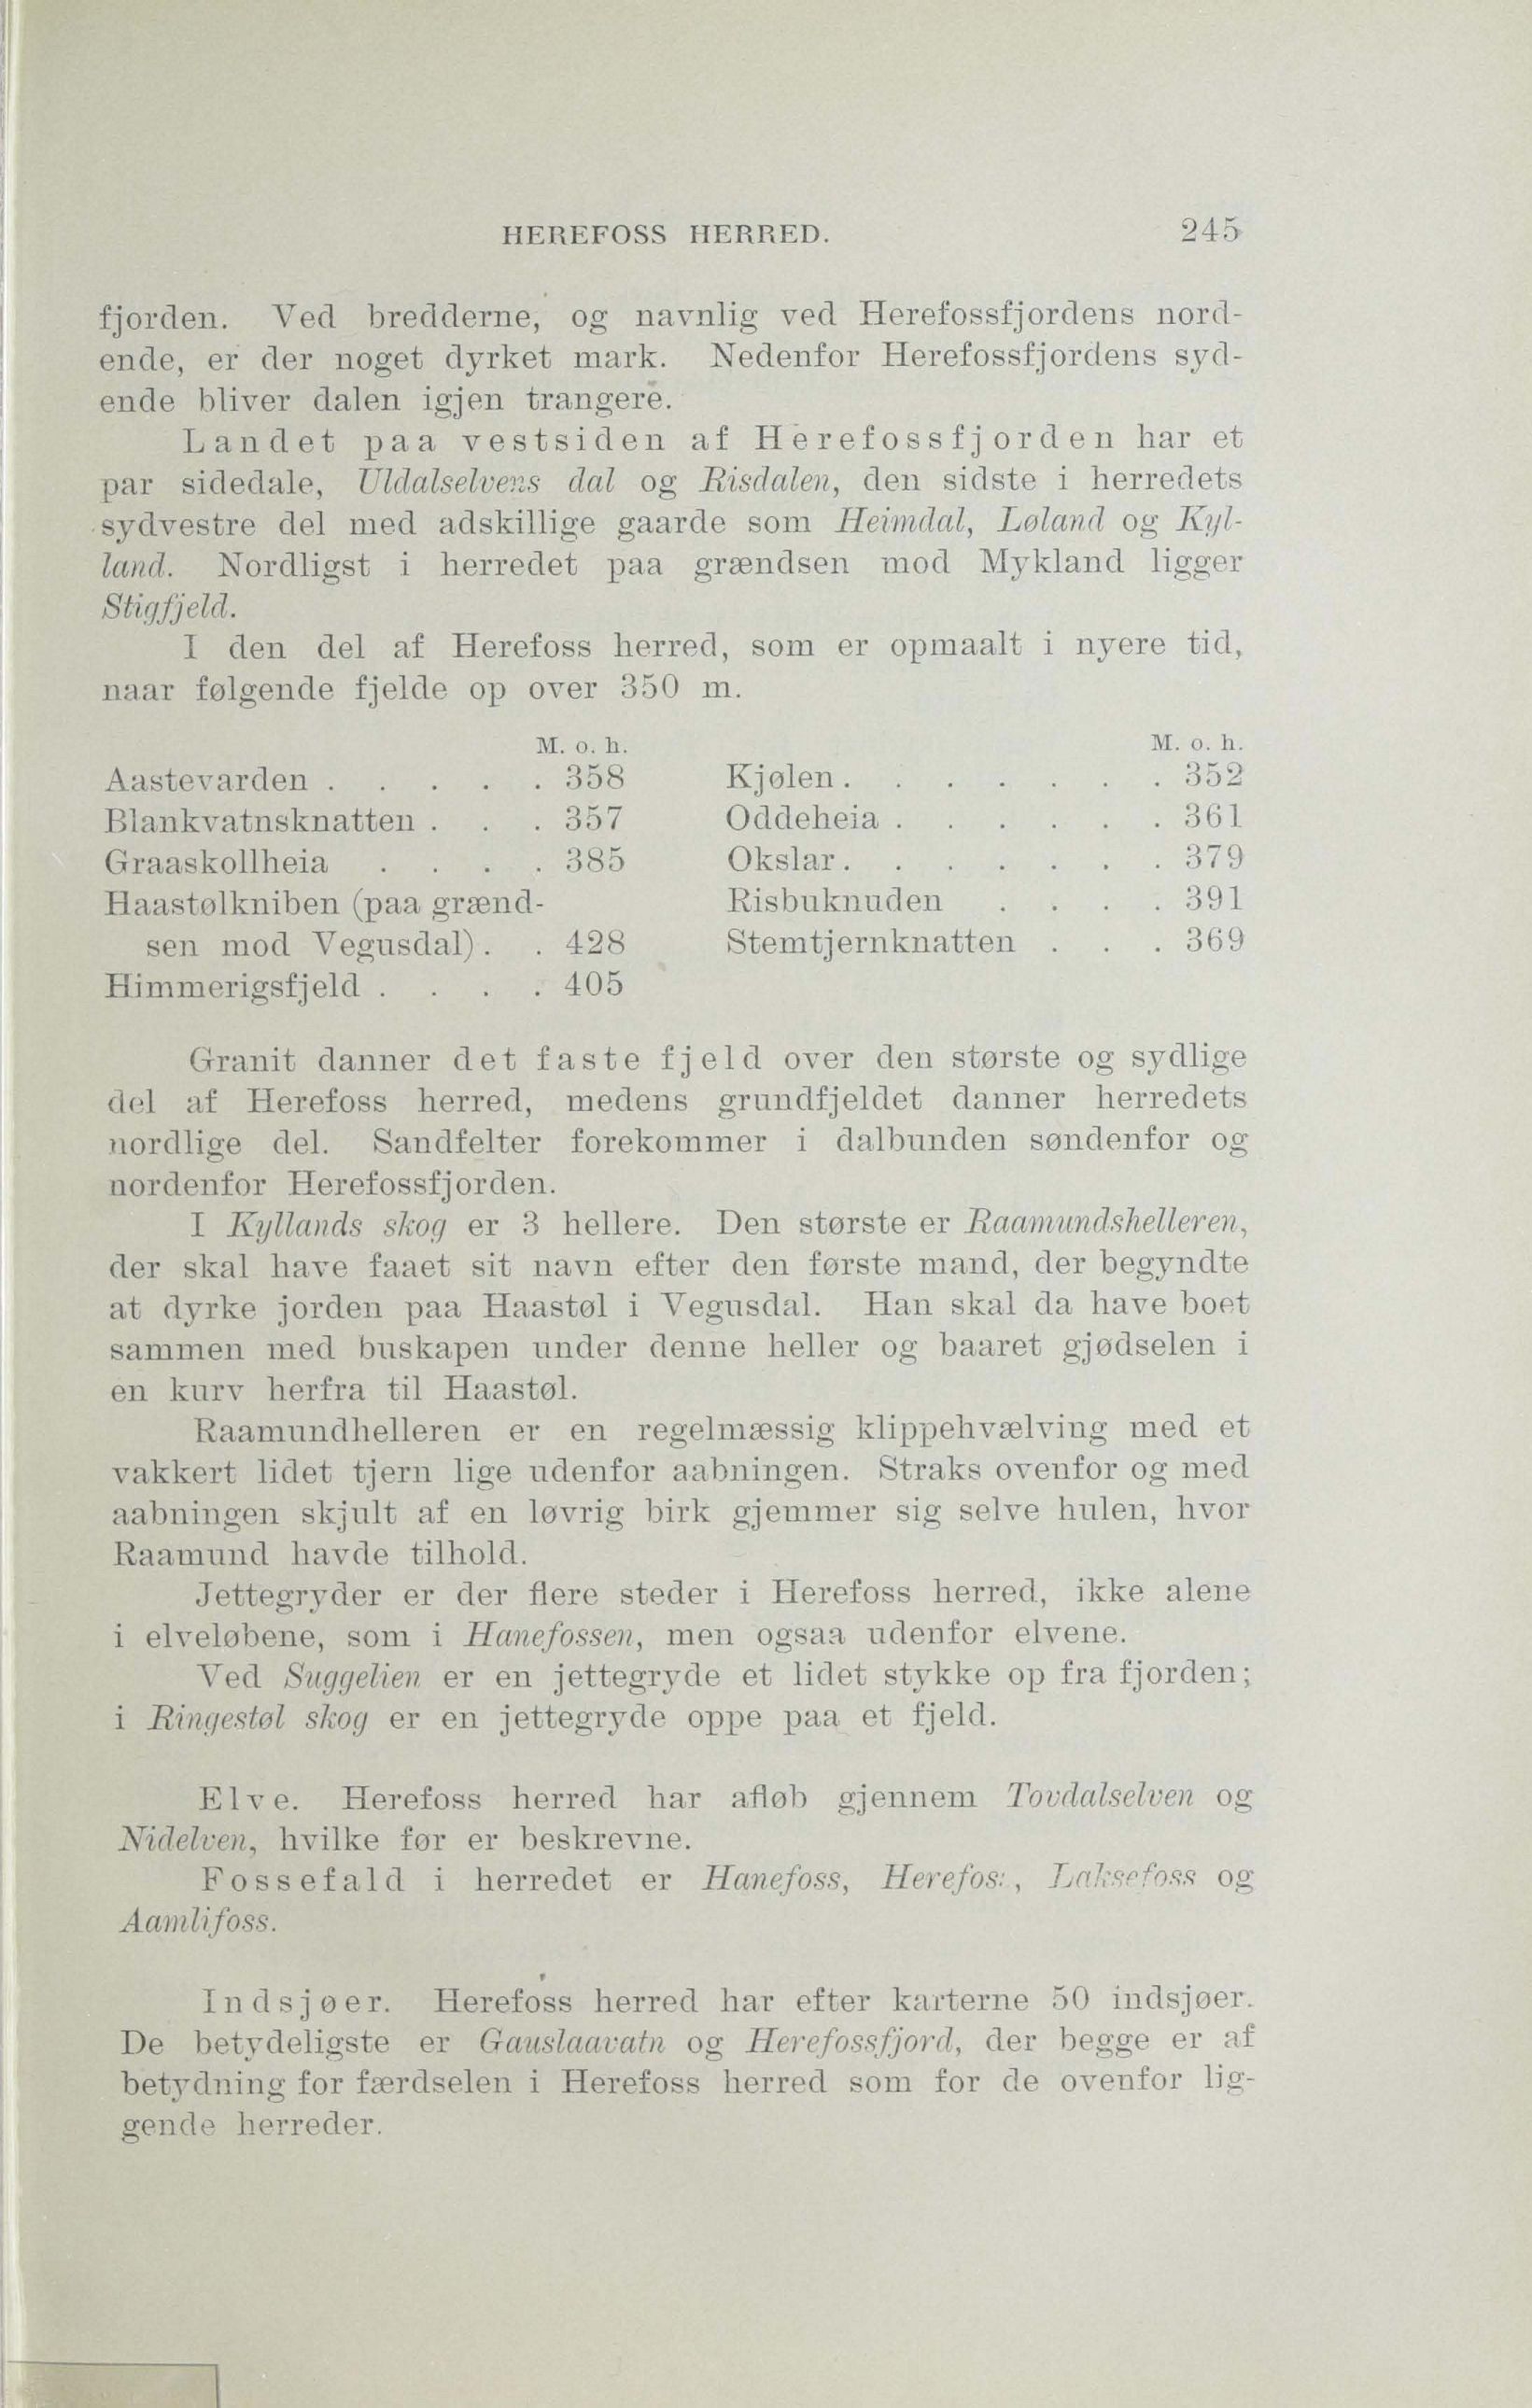 HEREFOSS HERRED. 245
fjorden. Ved bredderne, og navnlig ved Herefossfjordens nord-
ende, er der noget dyrket mark. Nedenfor Herefossfjordens syd-
ende bliver dalen igjen trangere.
Landet paa vestsiden af Herefossfjorden har et
par sidedale, Uldalselvens dal og Risdalen, den sidste i herredets
sydvestre del med adskillige gaarde som Heimdal, Løland og Kyl-
land. Nordligst i herredet paa grændsen mod Mykland ligger
Stigfjeld.
I den del af Herefoss herred, som er opmaalt i nyere tid,
naar følgende fjelde op over 350 m.
M. o. h.
Aastevarden . . . . . 358
Blankvatnsknatten . . . 357
Graaskollheia . . . . 385
Haastølkniben (paa grænd-
sen mod Vegusdal) . . 428
Himmerigsfjeld . . . . 405
M. o. h.
Kjølen . . . . . . . 352
Oddeheia . . . . . . 361
Okslar . . . . . . . 379
Risbuknuden . . . . 391
Stemtjernknatten . . . 369
Granit danner det faste fjeld over den største og sydlige
del af Herefoss herred, medens grundfjeldet danner herredets
nordlige del. Sandfelter forekommer i dalbunden søndenfor og
nordenfor Herefossfjorden.
I Kyllands skog er 3 hellere. Den største er Raamundshelleren,
der skal have faaet sit navn efter den første mand, der begyndte
at dyrke jorden paa Haastøl i Vegusdal. Han skal da have boet
sammen med buskapen under denne heller og baaret gjødselen i
en kurv herfra til Haastøl.
Raamundhelleren er en regelmæssig klippehvælving med et
vakkert lidet tjern lige udenfor aabningen. Straks ovenfor og med
aabningen skjult af en løvrig birk gjemmer sig selve hulen, hvor
Raamund havde tilhold.
Jettegryder er der flere steder i Herefoss herred, ikke alene
i elveløbene, som i Hanefossen, men ogsaa udenfor elvene.
Ved Suggelien er en jettegryde et lidet stykke op fra fjorden;
i Ringestøl skog er en jettegryde oppe paa et fjeld.
Elve. Herefoss herred har afløb gjennem Tovdalselven og
Nidelven, hvilke før er beskrevne.
Fossefald i herredet er Hanefoss, Herefoss, Laksefoss og
Aamlifoss.
Indsjøer. Herefoss herred har efter karterne 50 indsjøer.
De betydeligste er Gauslaavatn og Herefossfjord, der begge er af
betydning for færdselen i Herefoss herred som for de ovenfor lig-
gende herreder.